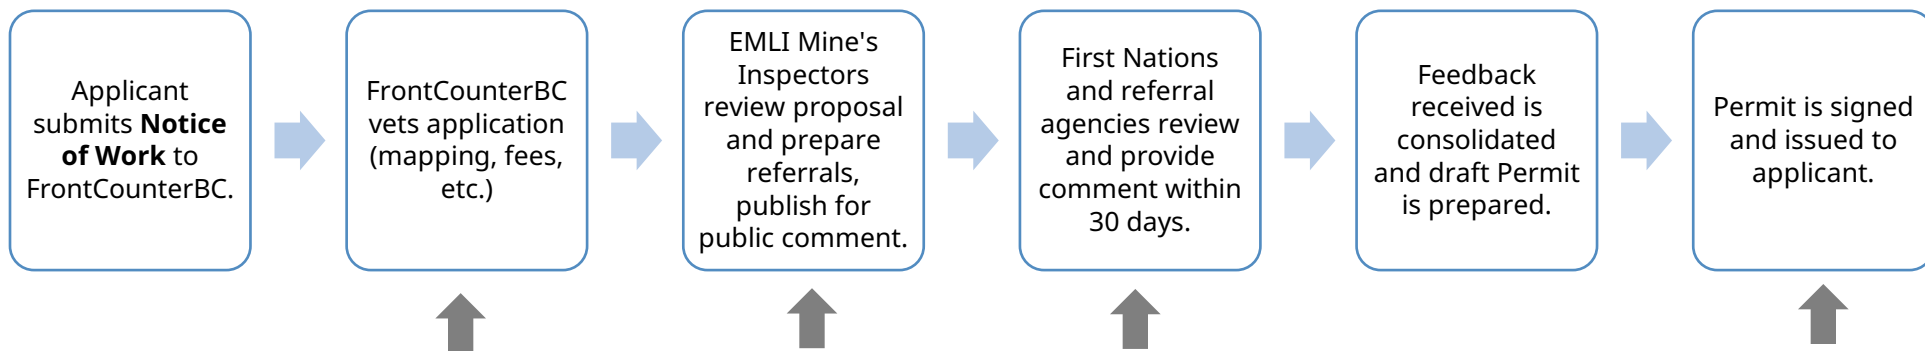 Applicant
submits Notice
of Work to
FrontCounterBC.
FrontCounterBC
vets application
(mapping, fees,
etc.)
EMLI Mine's
Inspectors
review proposal
and prepare
referrals,
publish for
public comment.
First Nations
and referral
agencies review
and provide
comment within
30 days.
Feedback
received is
consolidated
and draft Permit
is prepared.
Permit is signed
and issued to
applicant.